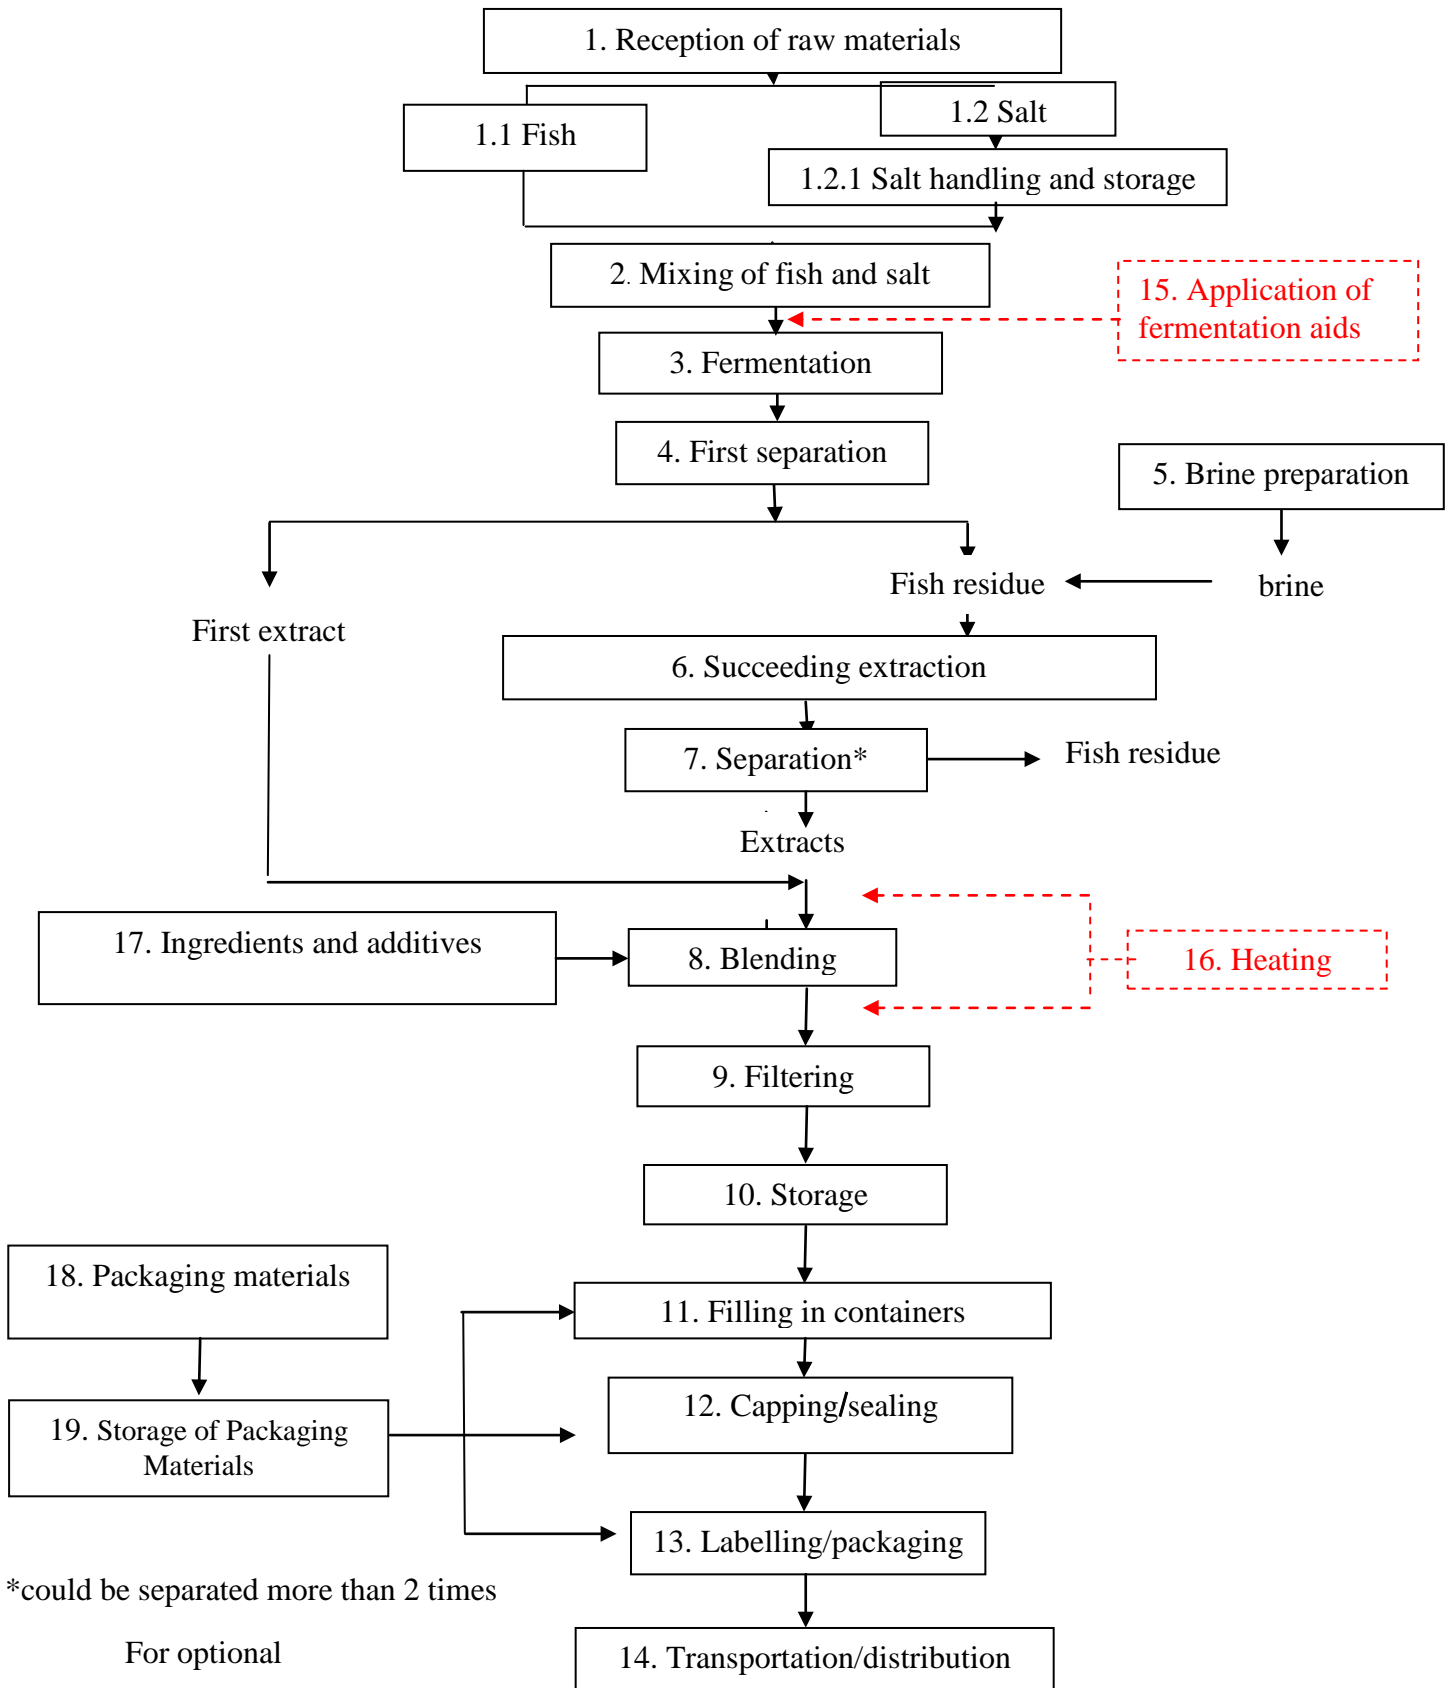 1. Reception of raw materials
1.1 Fish
1.2 Salt
1.2.1 Salt handling and storage
2. Mixing of fish and salt
15. Application of
fermentation aids
3. Fermentation
4. First separation
5. Brine preparation
Fish residue
brine
First extract
6. Succeeding extraction
7. Separation*
Fish residue
Extracts
17. Ingredients and additives
8. Blending
16. Heating
9. Filtering
10. Storage
18. Packaging materials
11. Filling in containers
12. Capping/sealing
19. Storage of Packaging
Materials
13. Labelling/packaging
*could be separated more than 2 times
For optional
14. Transportation/distribution